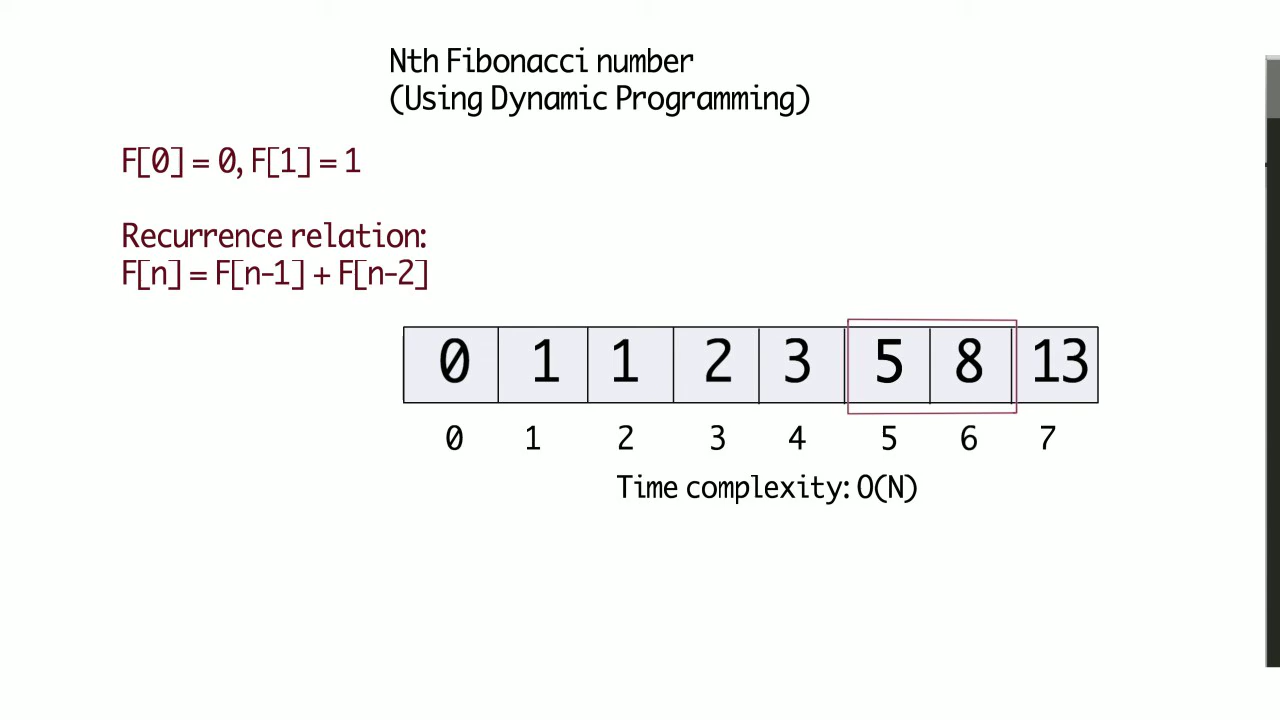 Nth Fibonacci number
(Using Dynamic Programming)
F[0] = 0, F[1] = 1
Recurrence relation:
F[n] = F[n-1] + F[n-2]
0 1 1 2 3 5 8 13
0 1 2 3 4 5 6 7
Time complexity: O(N)